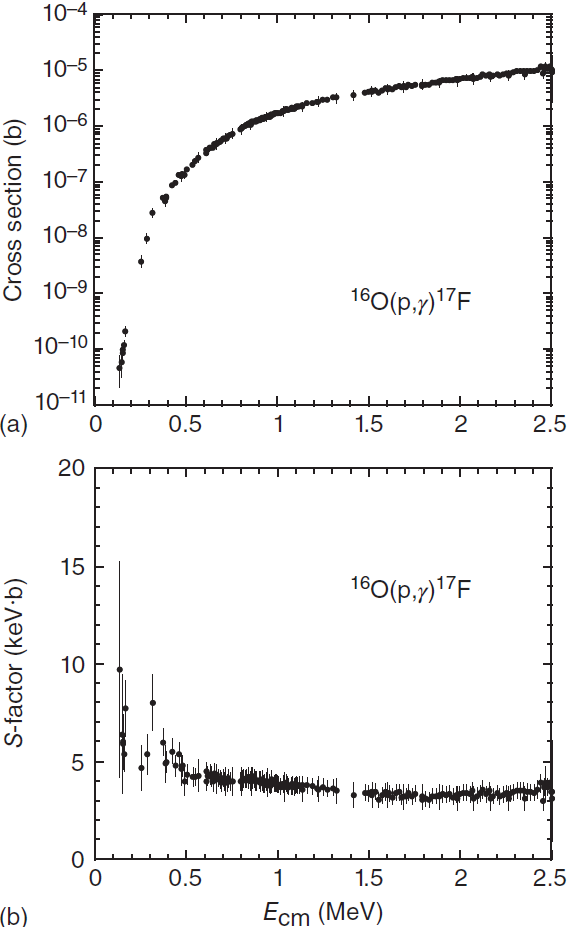 10⁻⁴
10⁻⁵
10⁻⁶
10⁻⁷
10⁻⁸
10⁻⁹
10⁻¹⁰
10⁻¹¹
Cross section (b)
¹⁶O(p,γ)¹⁷F
(a)
0 0.5 1 1.5 2 2.5
20
15
10
5
0
S-factor (keV·b)
¹⁶O(p,γ)¹⁷F
0 0.5 1 1.5 2 2.5
(b)
E_cm (MeV)